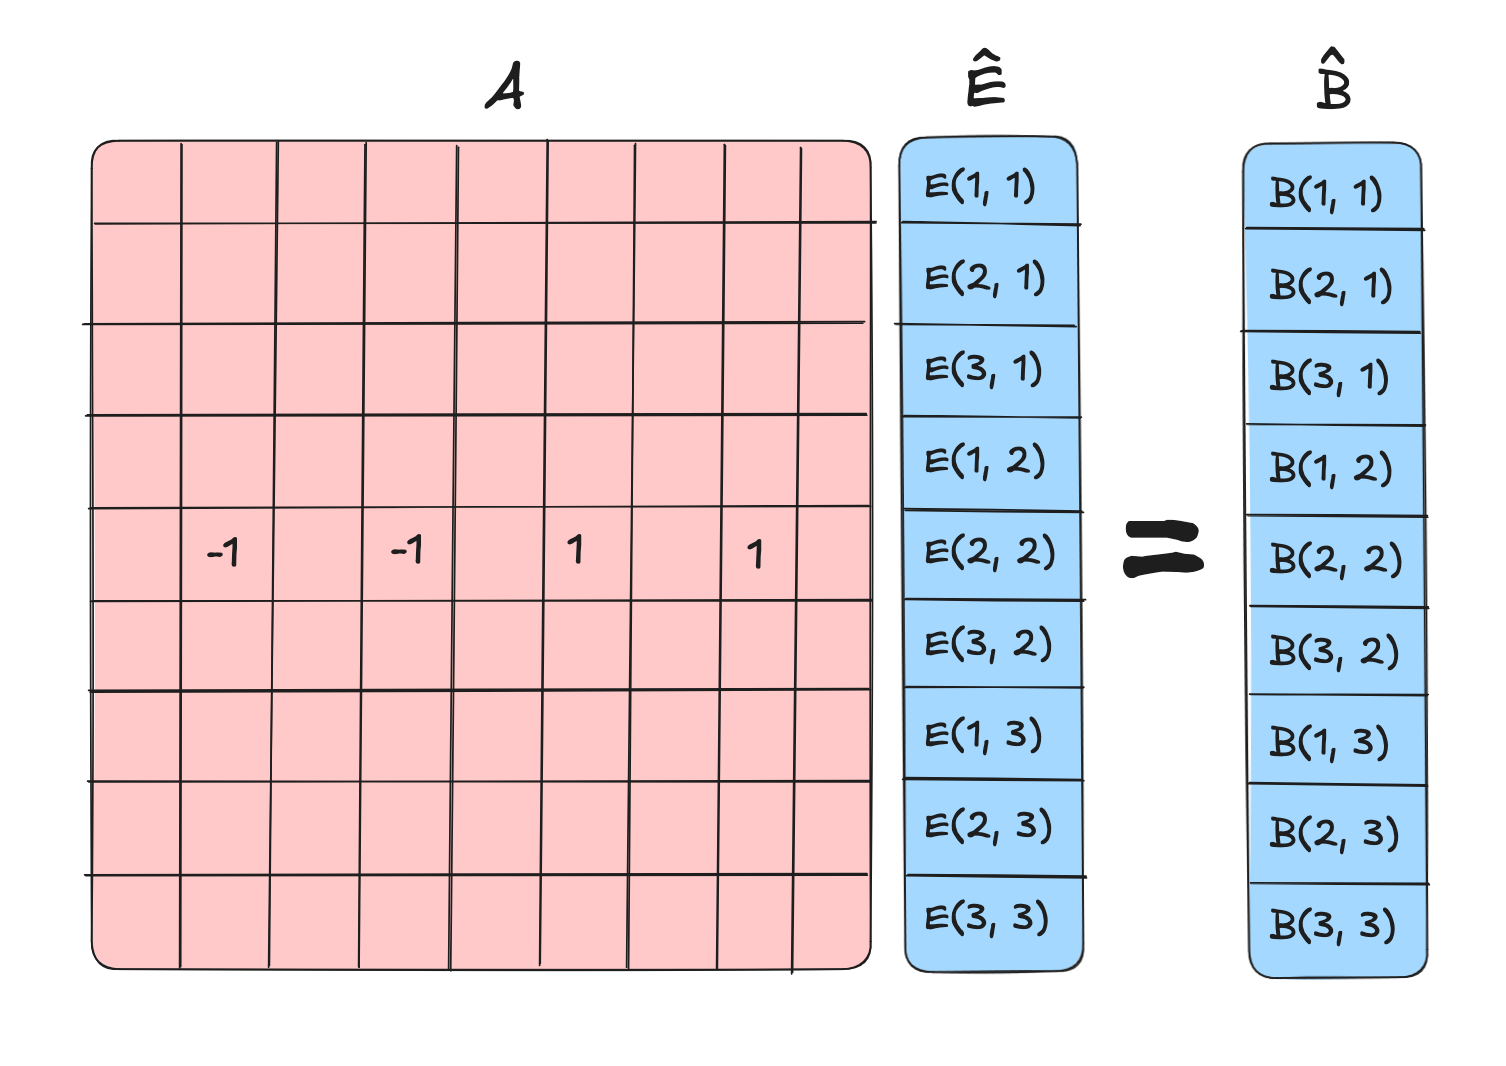 A Ê B̂
E(1, 1) B(1, 1)
E(2, 1) B(2, 1)
E(3, 1) B(3, 1)
E(1, 2) B(1, 2)
-1 -1 1 1 E(2, 2) = B(2, 2)
E(3, 2) B(3, 2)
E(1, 3) B(1, 3)
E(2, 3) B(2, 3)
E(3, 3) B(3, 3)